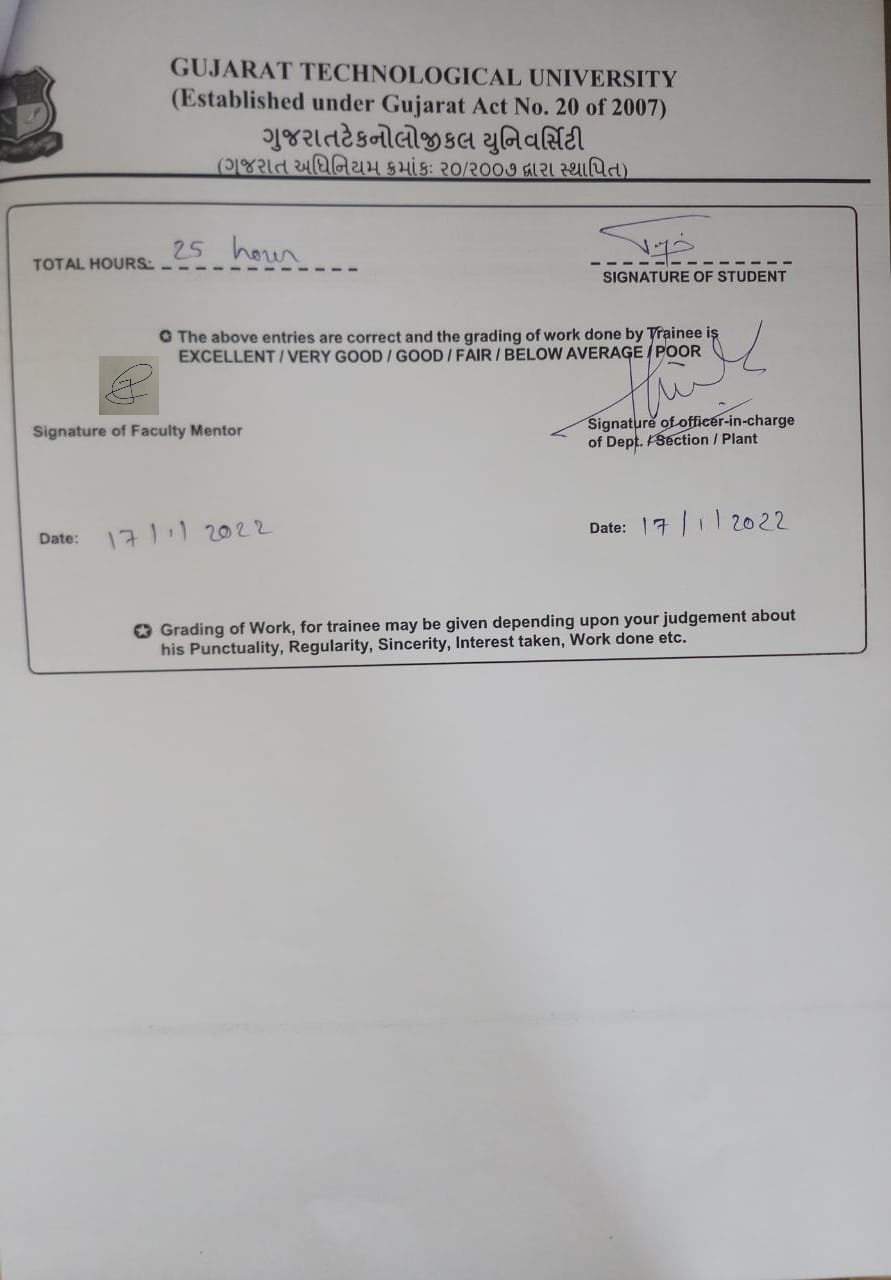 GUJARAT TECHNOLOGICAL UNIVERSITY
(Established under Gujarat Act No. 20 of 2007)
ગુજરાતટેકનોલોજીકલ યુનિવર્સિટી
(ગુજરાત અધિનિયમ ક્રમાંકઃ ૨૦/૨૦૦૭ દ્વારા સ્થાપિત)
TOTAL HOURS: 25 hour
SIGNATURE OF STUDENT
The above entries are correct and the grading of work done by Trainee is
EXCELLENT / VERY GOOD / GOOD / FAIR / BELOW AVERAGE / POOR
Signature of Faculty Mentor
Signature of officer-in-charge
of Dept. / Section / Plant
Date: 17/1/2022
Date: 17/1/2022
Grading of Work, for trainee may be given depending upon your judgement about
his Punctuality, Regularity, Sincerity, Interest taken, Work done etc.